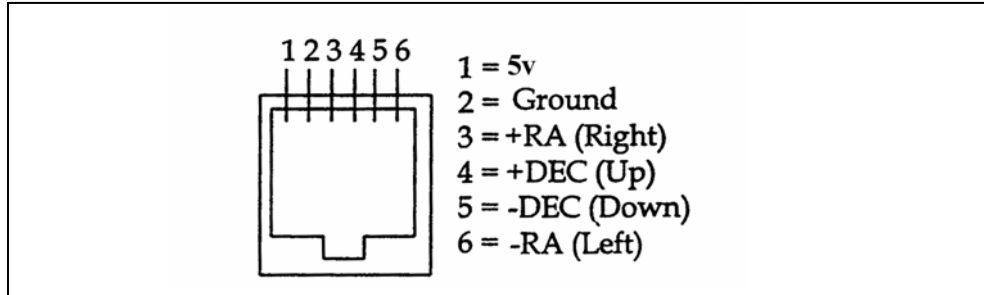 1 2 3 4 5 6
1 = 5v
2 = Ground
3 = +RA (Right)
4 = +DEC (Up)
5 = -DEC (Down)
6 = -RA (Left)